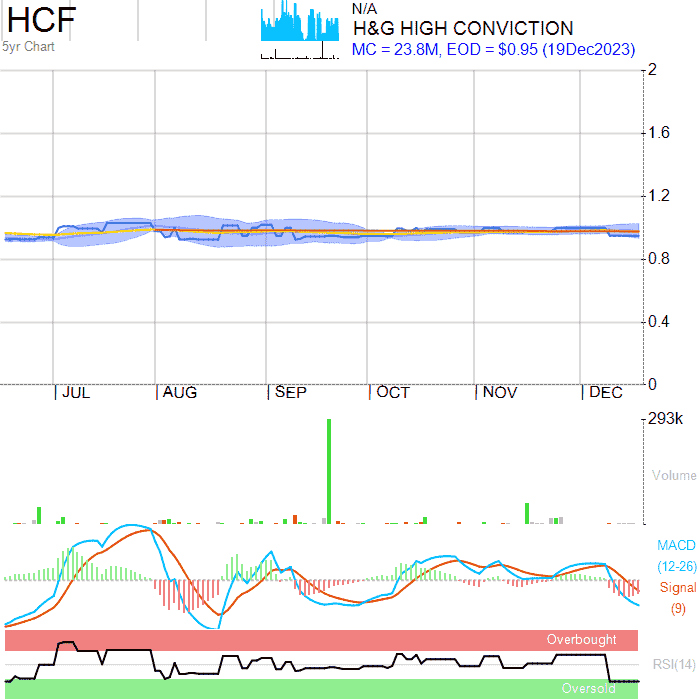 HCF
5yr Chart
N/A
H&G HIGH CONVICTION
MC = 23.8M, EOD = $0.95 (19Dec2023)
2
1.6
1.2
0.8
0.4
0
JUL AUG SEP OCT NOV DEC
293k
Volume
MACD
(12-26)
Signal
(9)
Overbought
RSI(14)
Oversold